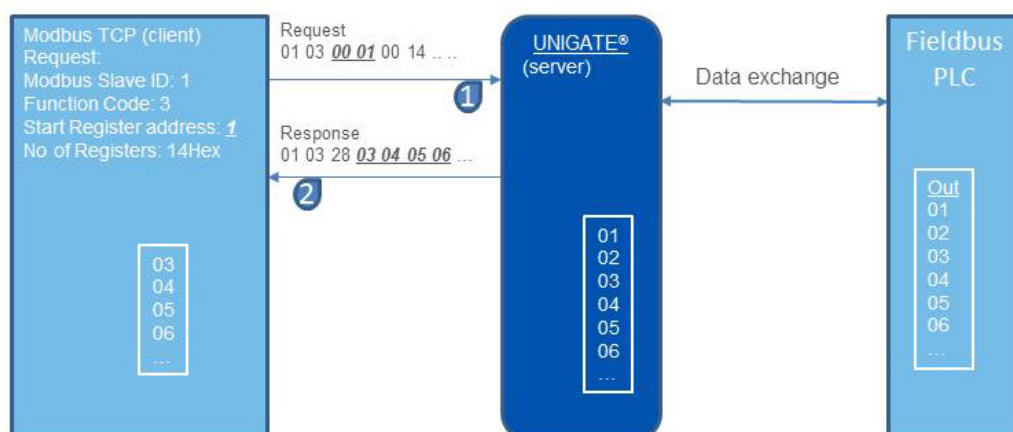 Modbus TCP (client)
Request:
Modbus Slave ID: 1
Function Code: 3
Start Register address: 1
No of Registers: 14Hex
03
04
05
06
...
Request
01 03 00 01 00 14 .. ..
1
Response
01 03 28 03 04 05 06 ...
2
UNIGATE®
(server)
01
02
03
04
05
06
...
Data exchange
Fieldbus
PLC
Out
01
02
03
04
05
06
...